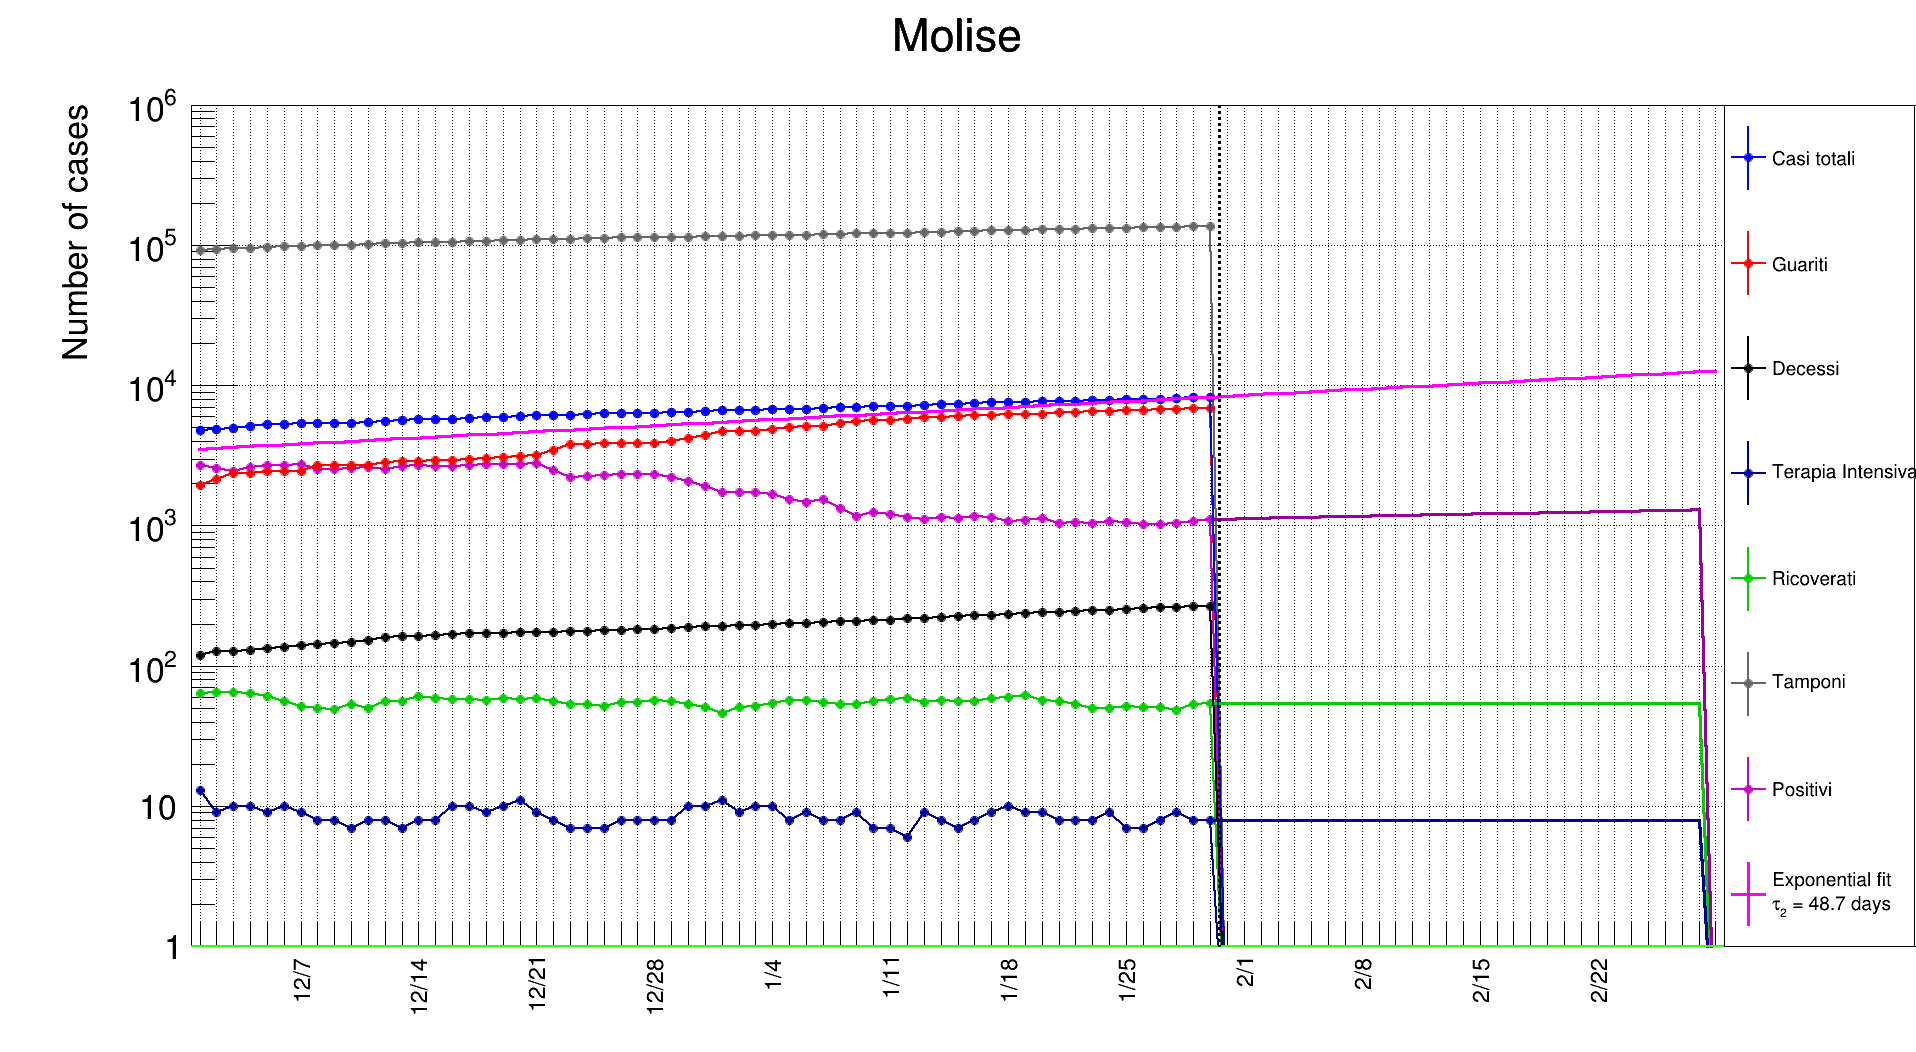 Molise
Number of cases
10^6
10^5
10^4
10^3
10^2
10
1
12/7
12/14
12/21
12/28
1/4
1/11
1/18
1/25
2/1
2/8
2/15
2/22
Casi totali
Guariti
Decessi
Terapia Intensiva
Ricoverati
Tamponi
Positivi
Exponential fit
τ_2 = 48.7 days